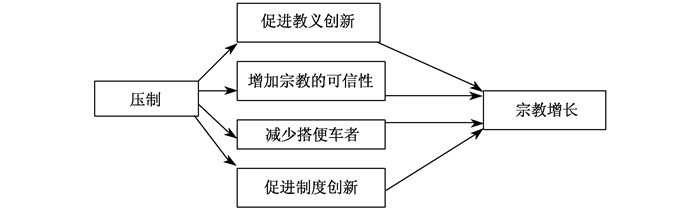 促进教义创新
增加宗教的可信性
压制
宗教增长
减少搭便车者
促进制度创新